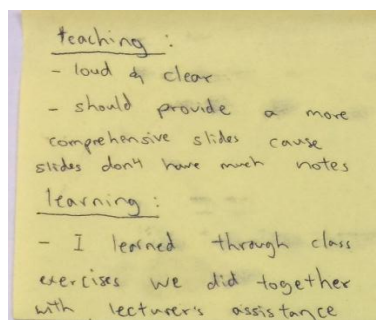 teaching :
- loud & clear
- should provide a more
comprehensive slides cause
slides don't have much notes
learning :
- I learned through class
exercises we did together
with lecturer's assistance